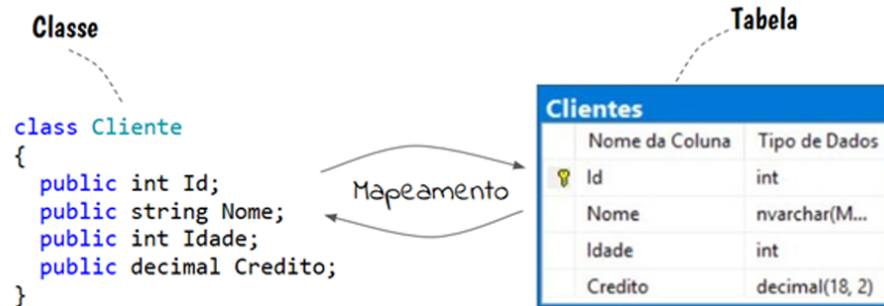 Classe
class Cliente
{
public int Id;
public string Nome;
public int Idade;
public decimal Credito;
}
Mapeamento
Tabela
Clientes
Nome da Coluna Tipo de Dados
Id int
Nome nvarchar(M...
Idade int
Credito decimal(18, 2)